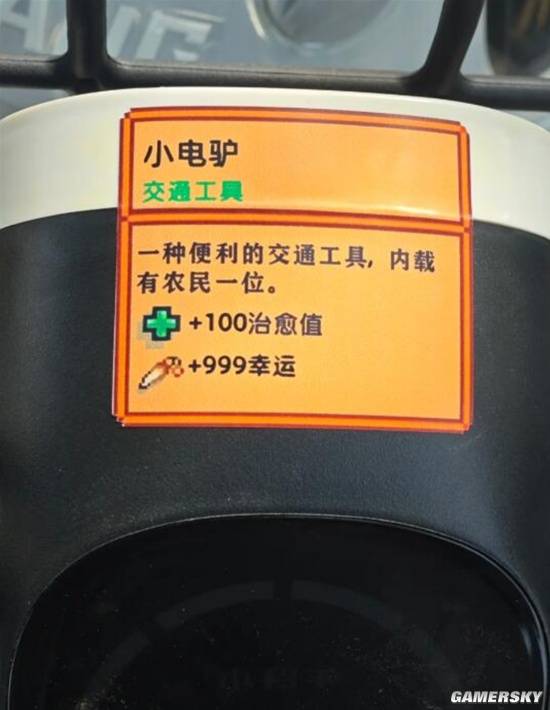 小电驴
交通工具
一种便利的交通工具，内载
有农民一位。
+100治愈值
+999幸运
GAMERSKY